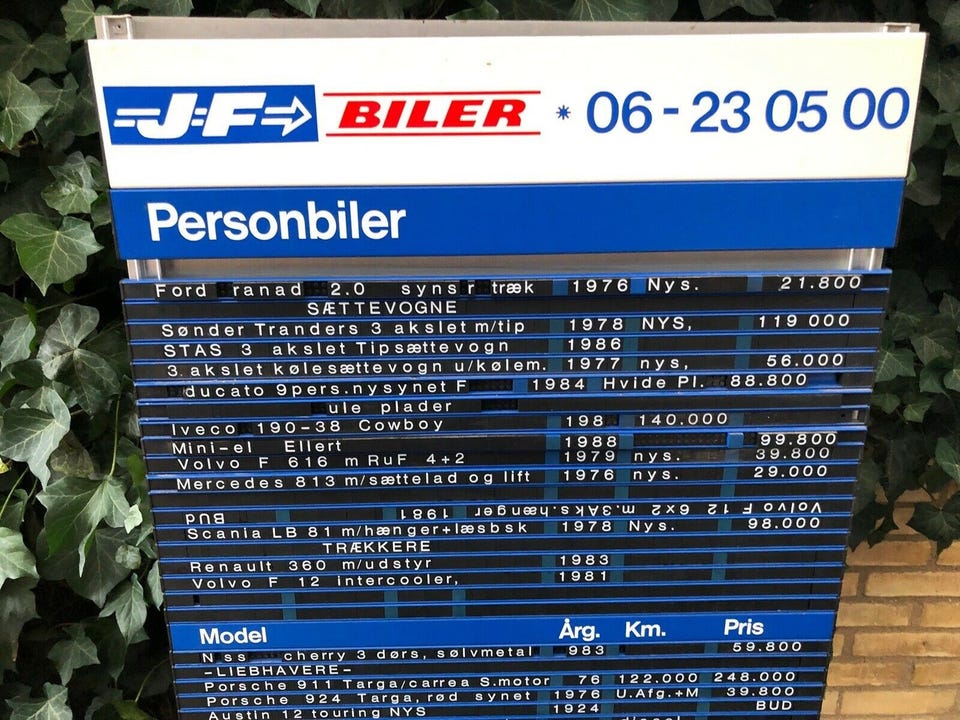 J-F BILER * 06-23 05 00
Personbiler
Ford ranad 2.0 synsr træk 1976 Nys. 21.800
SÆTTEVOGNE
Sønder Tranders 3 akslet m/tip 1978 NYS, 119 000
STAS 3 akslet Tipsættevogn 1986
3.akslet kølesættevogn u/kølem. 1977 nys, 56.000
ducato 9pers.nysynet F 1984 Hvide Pl. 88.800
ule plader
Iveco 190-38 Cowboy 198 140.000
Mini-el Ellert 1988 99.800
Volvo F 616 m RuF 4+2 1979 nys. 39.800
Mercedes 813 m/sættelad og lift 1976 nys. 29.000
Volvo F 12 6x2 m.3Aks.hænger. 1981 BUD
Scania LB 81 m/hænger+læsbsk 1978 Nys. 98.000
TRÆKKERE
Renault 360 m/udstyr 1983
Volvo F 12 intercooler, 1981
Model Årg. Km. Pris
N ss cherry 3 dørs, sølvmetal 983 59.800
-LIEBHAVERE-
Porsche 911 Targa/carrea S.motor 76 122.000 248.000
Porsche 924 Targa, rød synet 1976 U.Afg.+M 39.800
Austin 12 touring NYS 1924 BUD
diesel